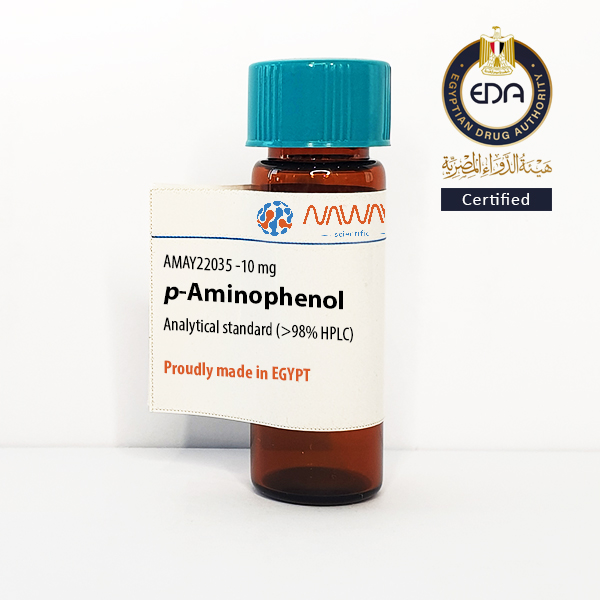 EGYPTIAN DRUG AUTHORITY
EDA
هيئة الدواء المصرية
Certified
NAWAH
scientific
AMAY22035 -10 mg
p-Aminophenol
Analytical standard (>98% HPLC)
Proudly made in EGYPT